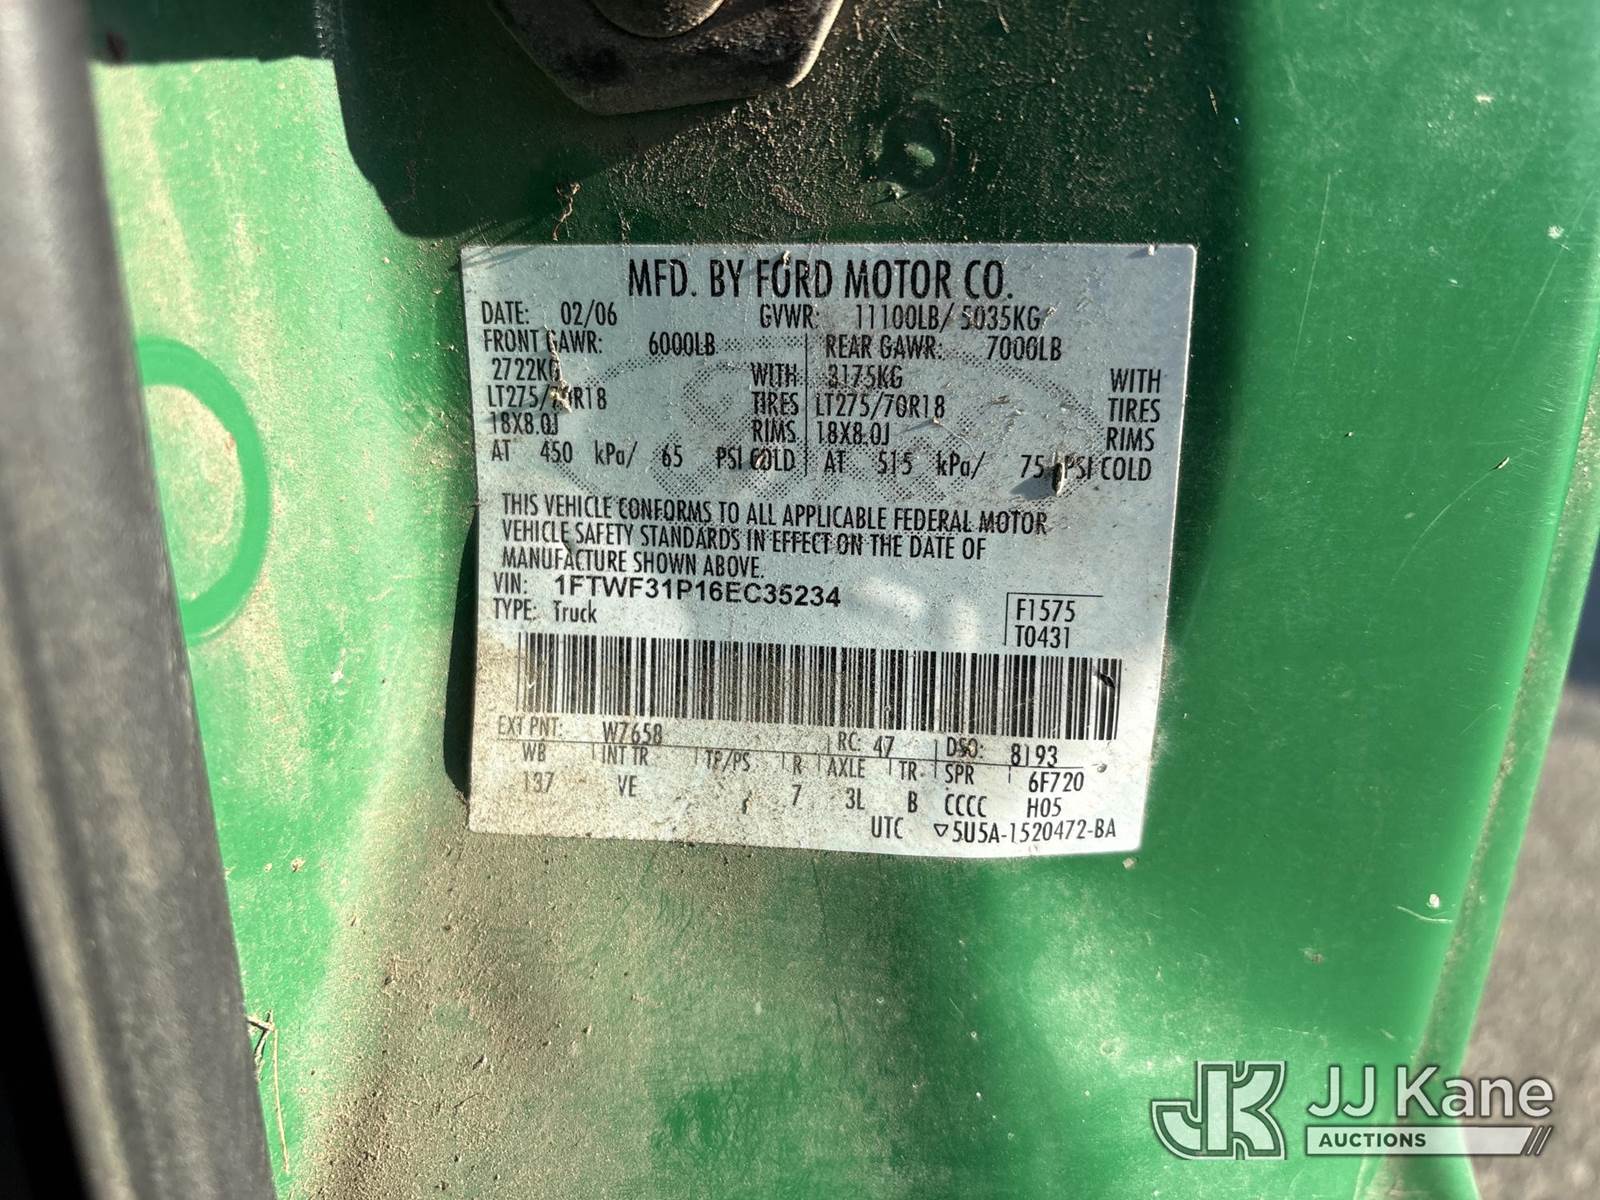 MFD. BY FORD MOTOR CO.
DATE: 02/06 GVWR: 11100LB/ 5035KG
FRONT GAWR: 6000LB REAR GAWR: 7000LB
2722KG WITH 3175KG WITH
LT275/70R18 TIRES LT275/70R18 TIRES
18X8.0J RIMS 18X8.0J RIMS
AT 450 kPa/ 65 PSI COLD AT 515 kPa/ 75 PSI COLD
THIS VEHICLE CONFORMS TO ALL APPLICABLE FEDERAL MOTOR
VEHICLE SAFETY STANDARDS IN EFFECT ON THE DATE OF
MANUFACTURE SHOWN ABOVE.
VIN: 1FTWF31P16EC35234
TYPE: Truck
F1575
T0431
EXT PNT: W7658 RC: 47 DSO: 8193
WB INT TR TP/PS R AXLE TR SPR 6F720
137 VE / 7 3L B CCCC H05
UTC ▽5U5A-1520472-BA
JK JJ Kane
AUCTIONS